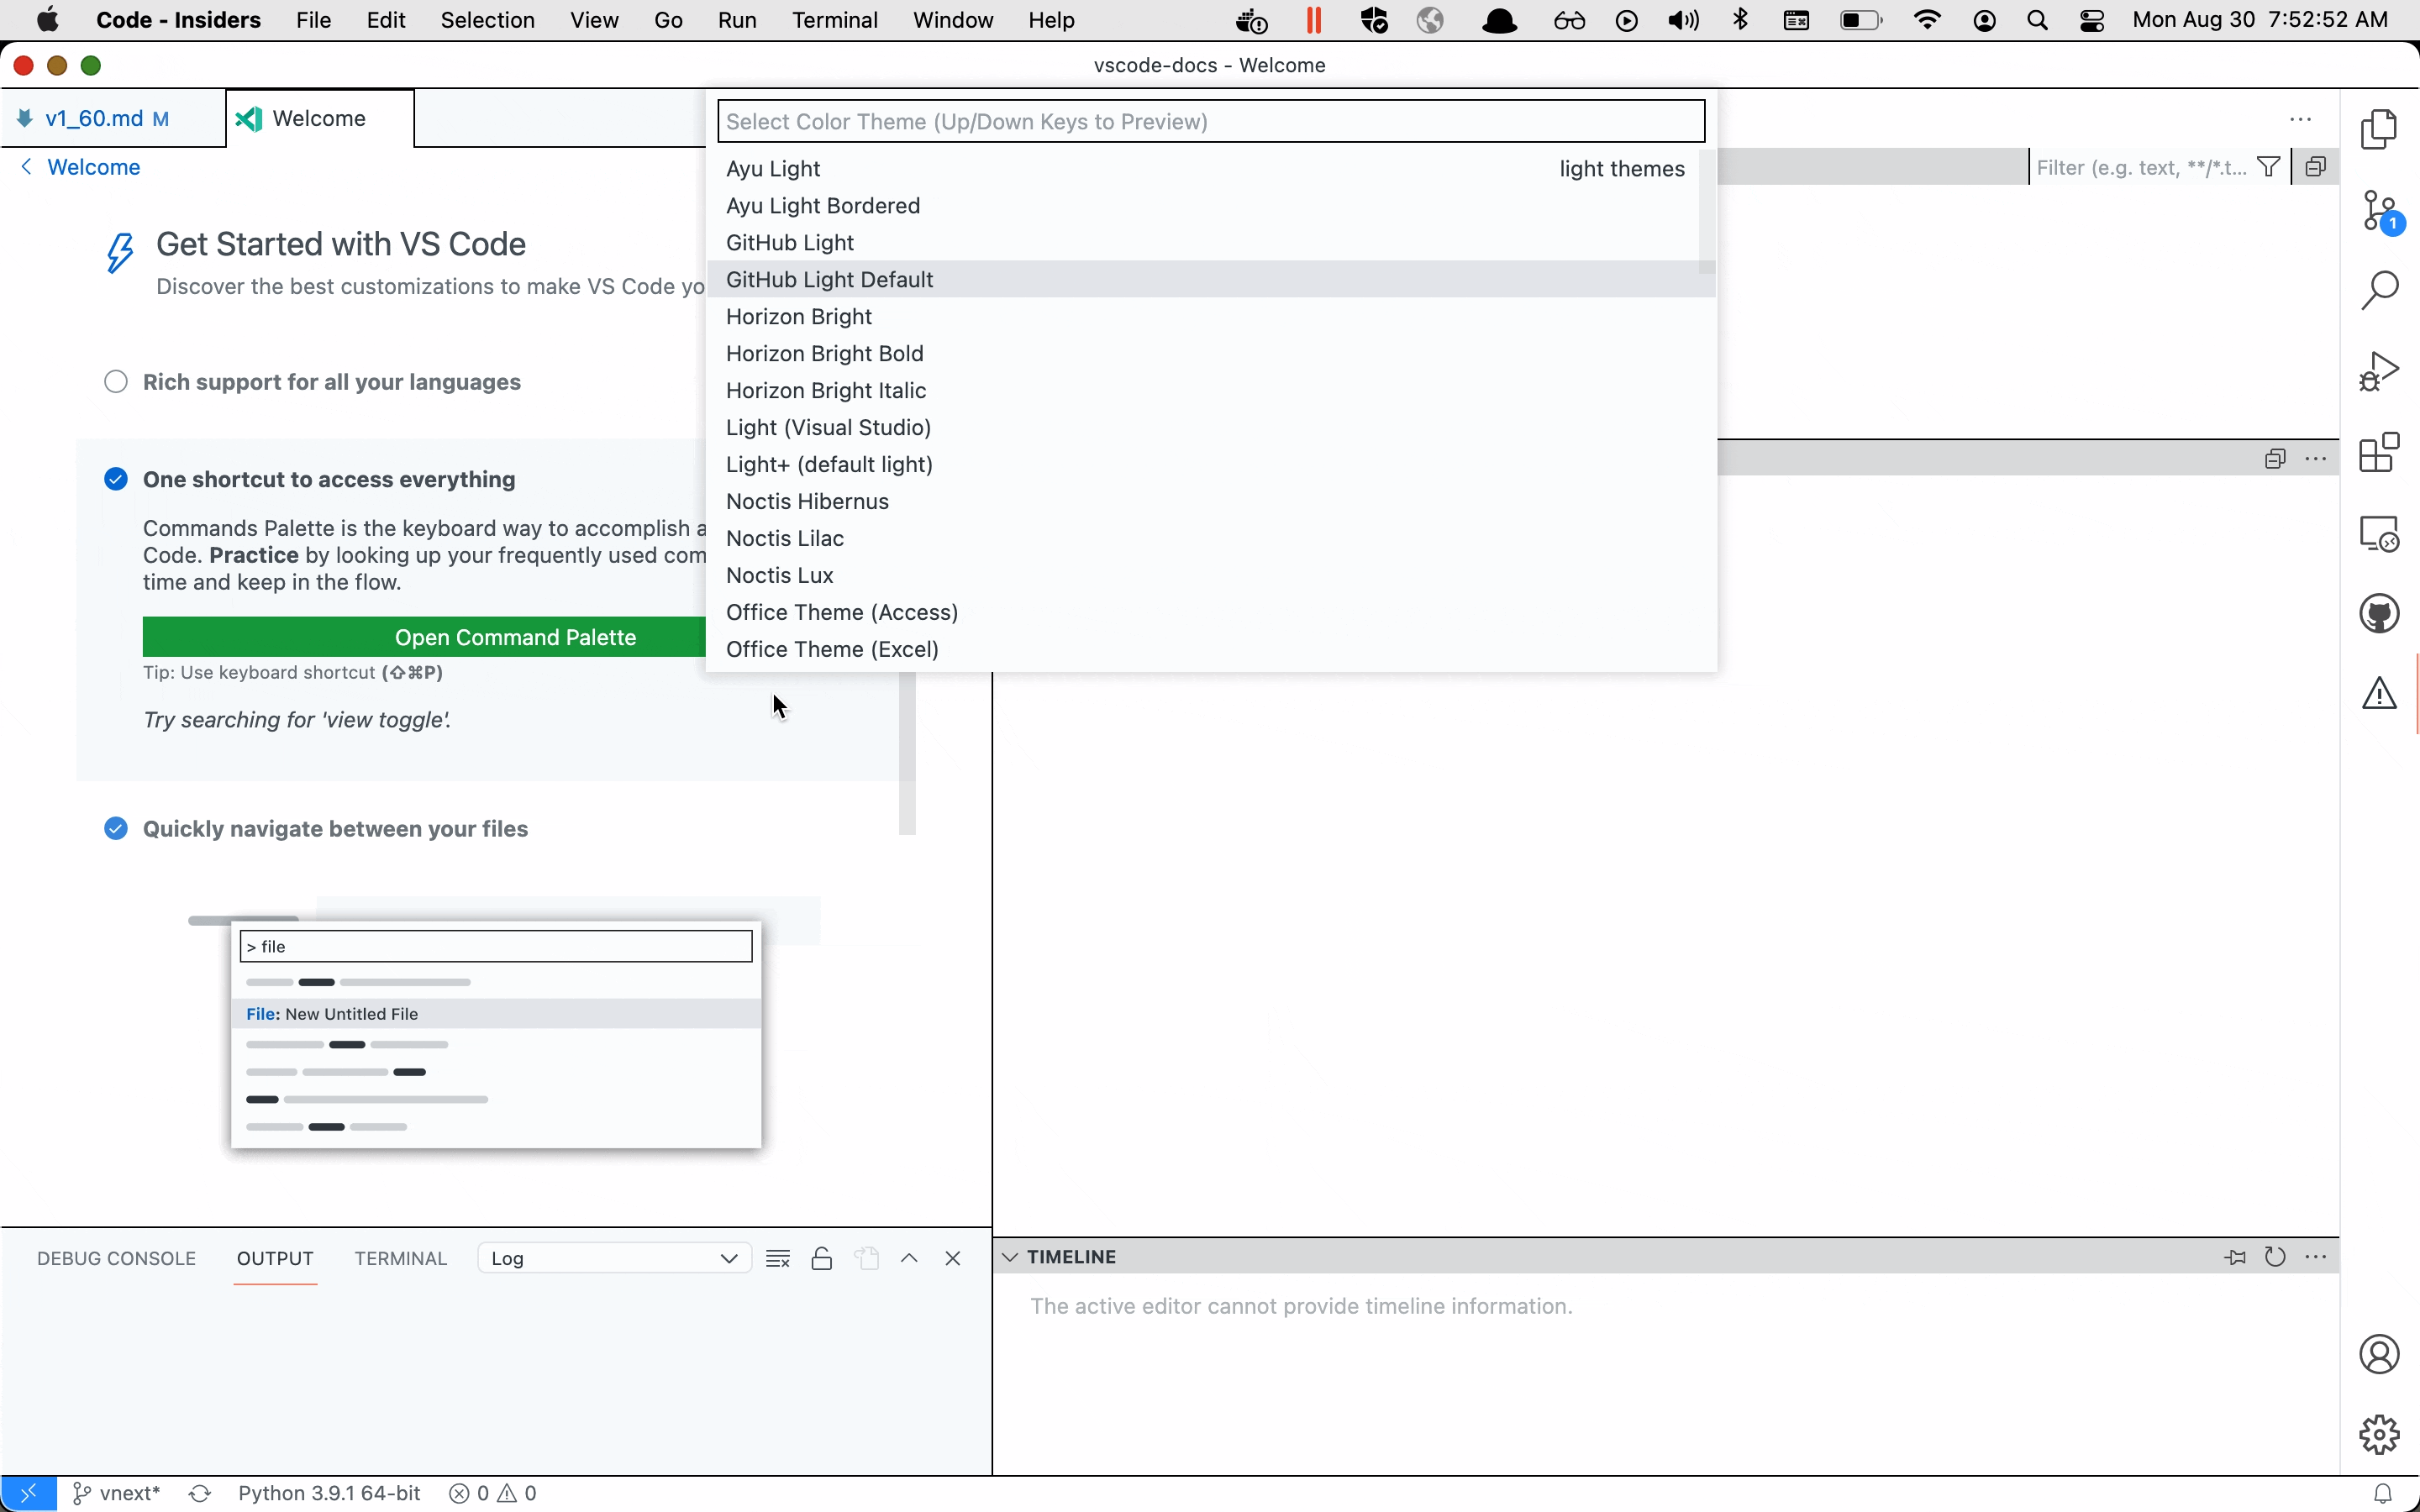 Code - Insiders File Edit Selection View Go Run Terminal Window Help Mon Aug 30 7:52:52 AM
vscode-docs - Welcome
v1_60.md M Welcome
Welcome
Get Started with VS Code
Discover the best customizations to make VS Code yo
Rich support for all your languages
One shortcut to access everything
Commands Palette is the keyboard way to accomplish a
Code. Practice by looking up your frequently used com
time and keep in the flow.
Open Command Palette
Tip: Use keyboard shortcut (⇧⌘P)
Try searching for 'view toggle'.
Quickly navigate between your files
> file
File: New Untitled File
Select Color Theme (Up/Down Keys to Preview)
Ayu Light light themes
Ayu Light Bordered
GitHub Light
GitHub Light Default
Horizon Bright
Horizon Bright Bold
Horizon Bright Italic
Light (Visual Studio)
Light+ (default light)
Noctis Hibernus
Noctis Lilac
Noctis Lux
Office Theme (Access)
Office Theme (Excel)
Filter (e.g. text, **/*.t...
1
DEBUG CONSOLE OUTPUT TERMINAL Log
TIMELINE
The active editor cannot provide timeline information.
vnext* Python 3.9.1 64-bit 0 0